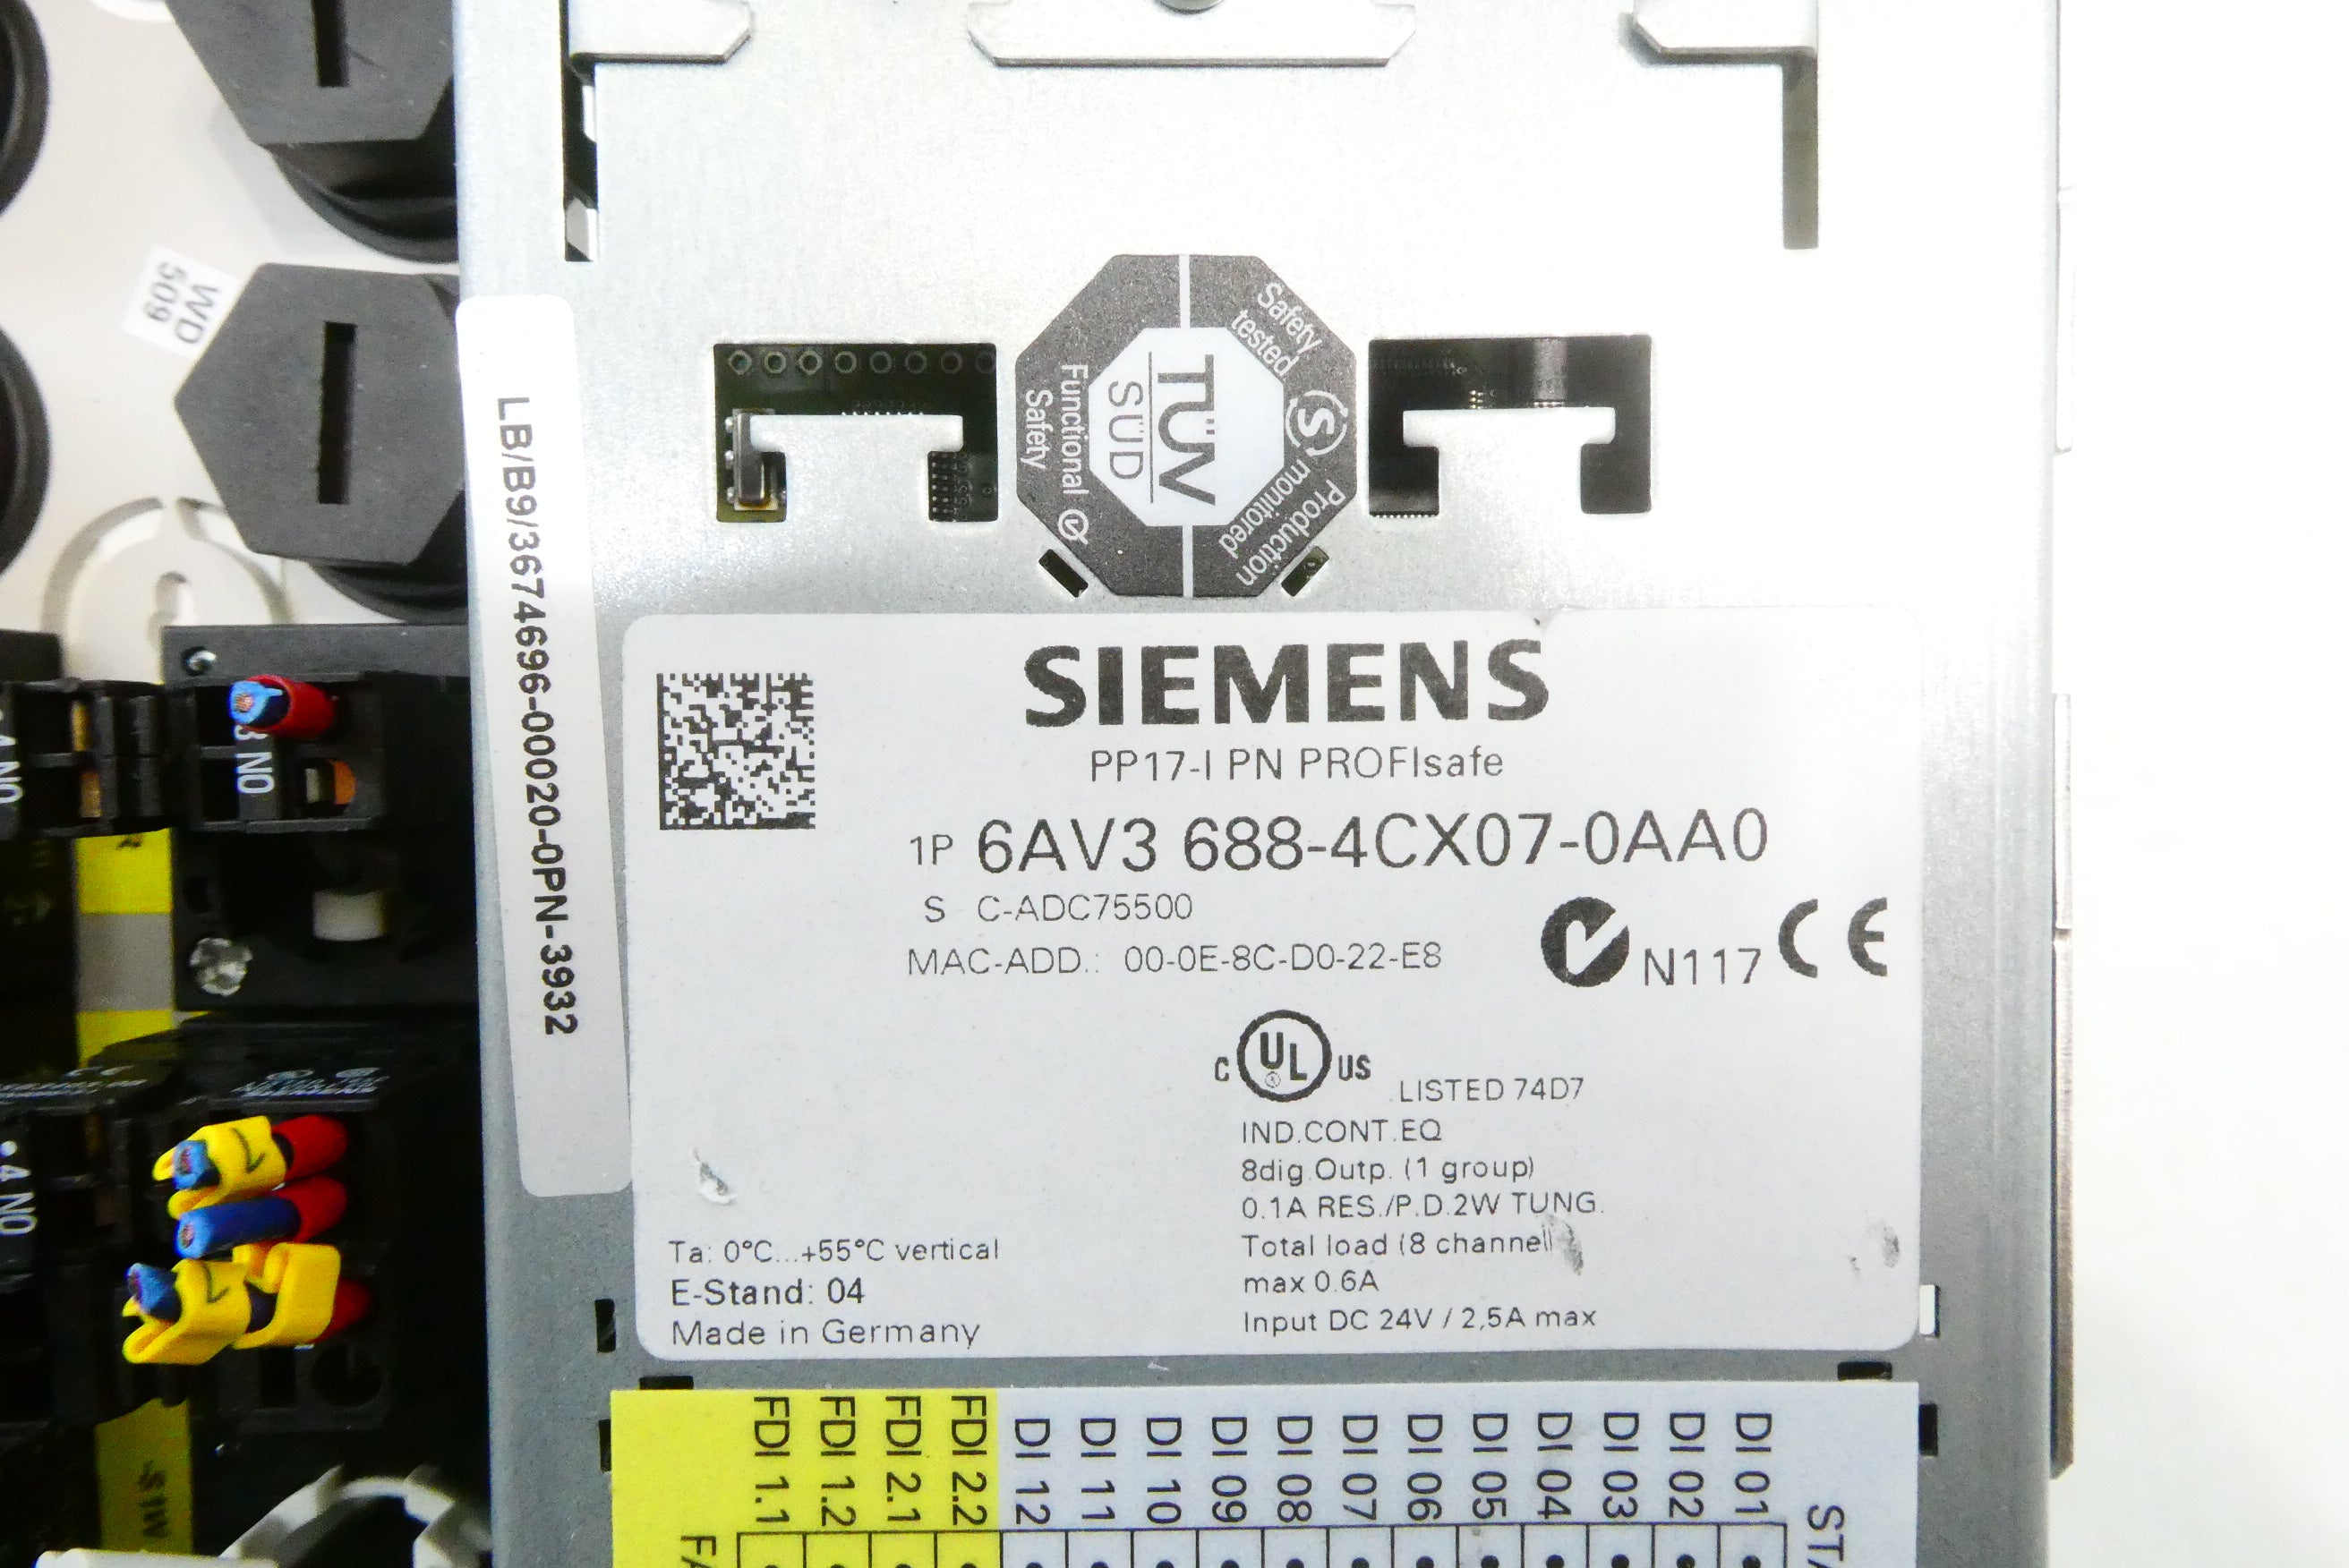 WD
509
LB/B9/3674696-00020-0PN-3932
Safety
tested
Production
monitored
Functional
Safety
TÜV
SÜD
SIEMENS
PP17-I PN PROFIsafe
1P 6AV3 688-4CX07-0AA0
S C-ADC75500
MAC-ADD.: 00-0E-8C-D0-22-E8
N117 CE
C UL US LISTED 74D7
IND.CONT.EQ
8dig.Outp. (1 group)
0.1A RES./P.D.2W TUNG.
Total load (8 channel
max 0.6A
Input DC 24V / 2,5A max
Ta: 0°C...+55°C vertical
E-Stand: 04
Made in Germany
3 NO
4 NO
4 NO
FDI 1.1
FDI 1.2
FDI 2.1
FDI 2.2
DI 12
DI 11
DI 10
DI 09
DI 08
DI 07
DI 06
DI 05
DI 04
DI 03
DI 02
DI 01